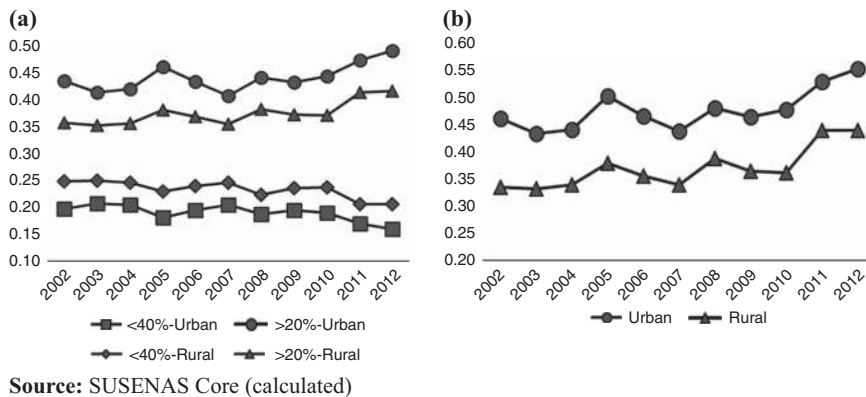 (a)
0.50
0.45
0.40
0.35
0.30
0.25
0.20
0.15
0.10
2002 2003 2004 2005 2006 2007 2008 2009 2010 2011 2012
<40%-Urban >20%-Urban
<40%-Rural >20%-Rural
(b)
0.60
0.55
0.50
0.45
0.40
0.35
0.30
0.25
0.20
2002 2003 2004 2005 2006 2007 2008 2009 2010 2011 2012
Urban Rural
Source: SUSENAS Core (calculated)